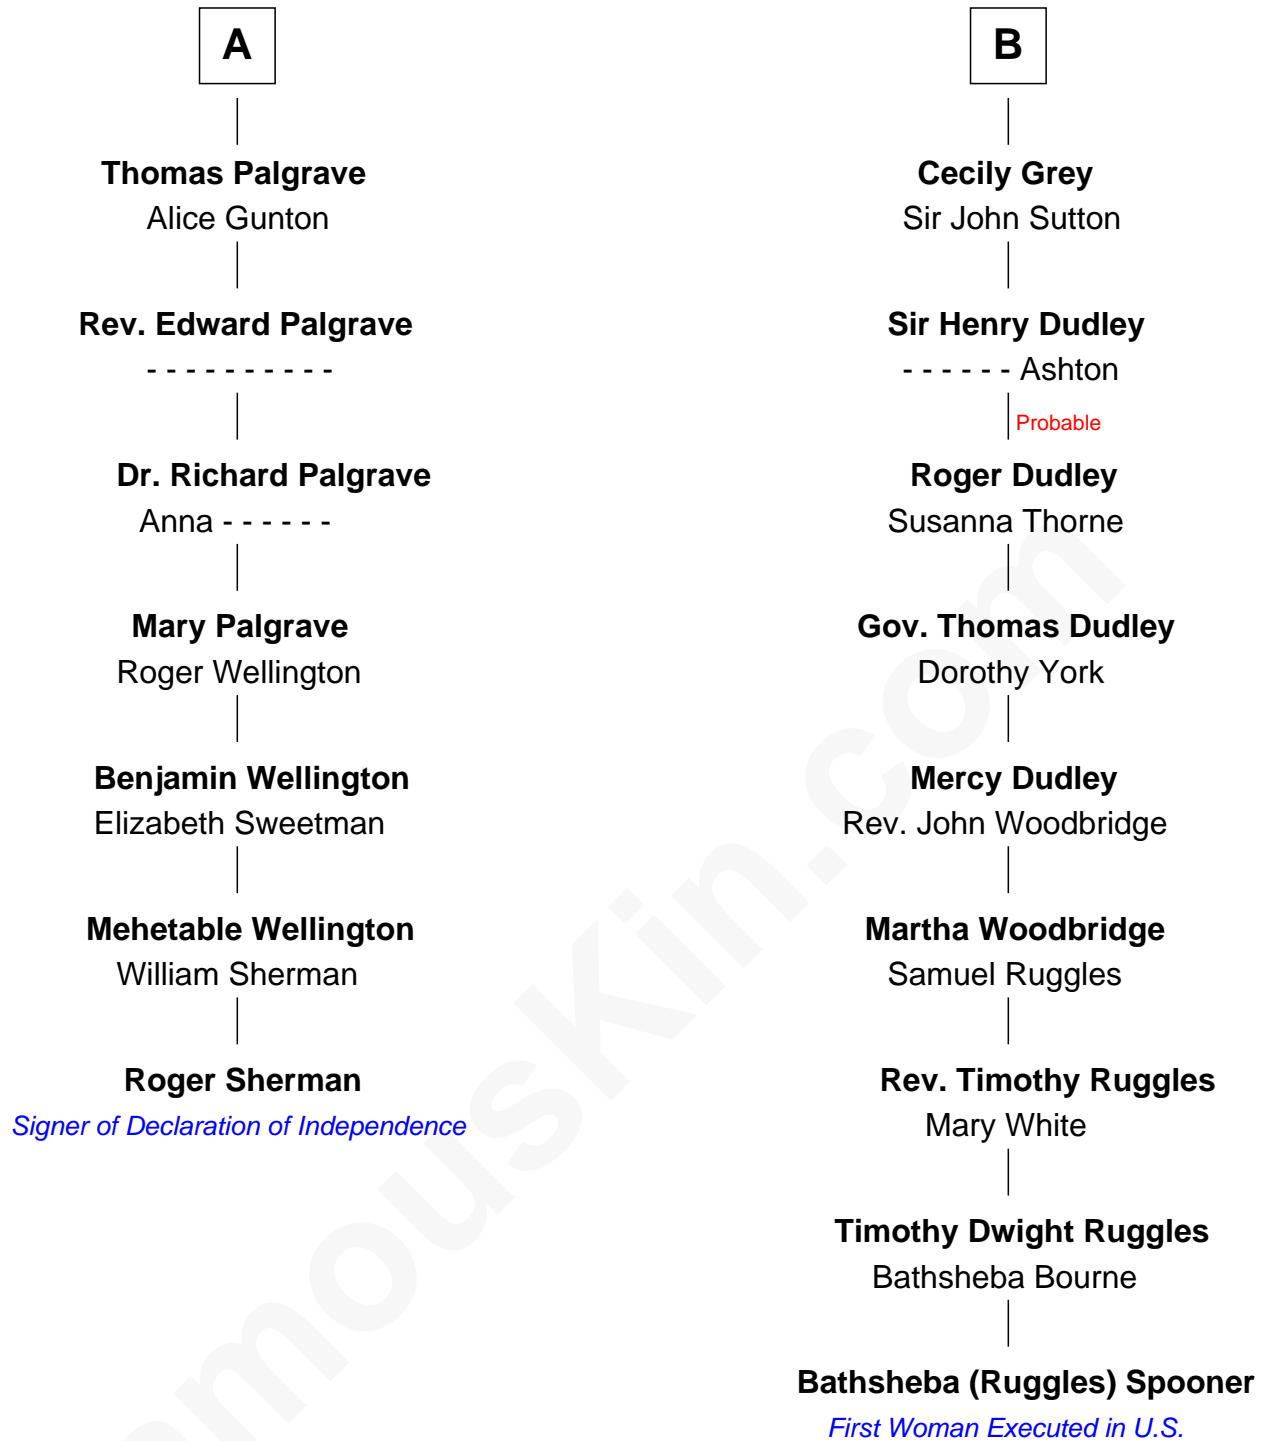 A
Thomas Palgrave
Alice Gunton
Rev. Edward Palgrave
- - - - - - - - - -
Dr. Richard Palgrave
Anna - - - - - -
Mary Palgrave
Roger Wellington
Benjamin Wellington
Elizabeth Sweetman
Mehetable Wellington
William Sherman
Roger Sherman
Signer of Declaration of Independence
B
Cecily Grey
Sir John Sutton
Sir Henry Dudley
- - - - - - Ashton
Probable
Roger Dudley
Susanna Thorne
Gov. Thomas Dudley
Dorothy York
Mercy Dudley
Rev. John Woodbridge
Martha Woodbridge
Samuel Ruggles
Rev. Timothy Ruggles
Mary White
Timothy Dwight Ruggles
Bathsheba Bourne
Bathsheba (Ruggles) Spooner
First Woman Executed in U.S.
amousKin.com